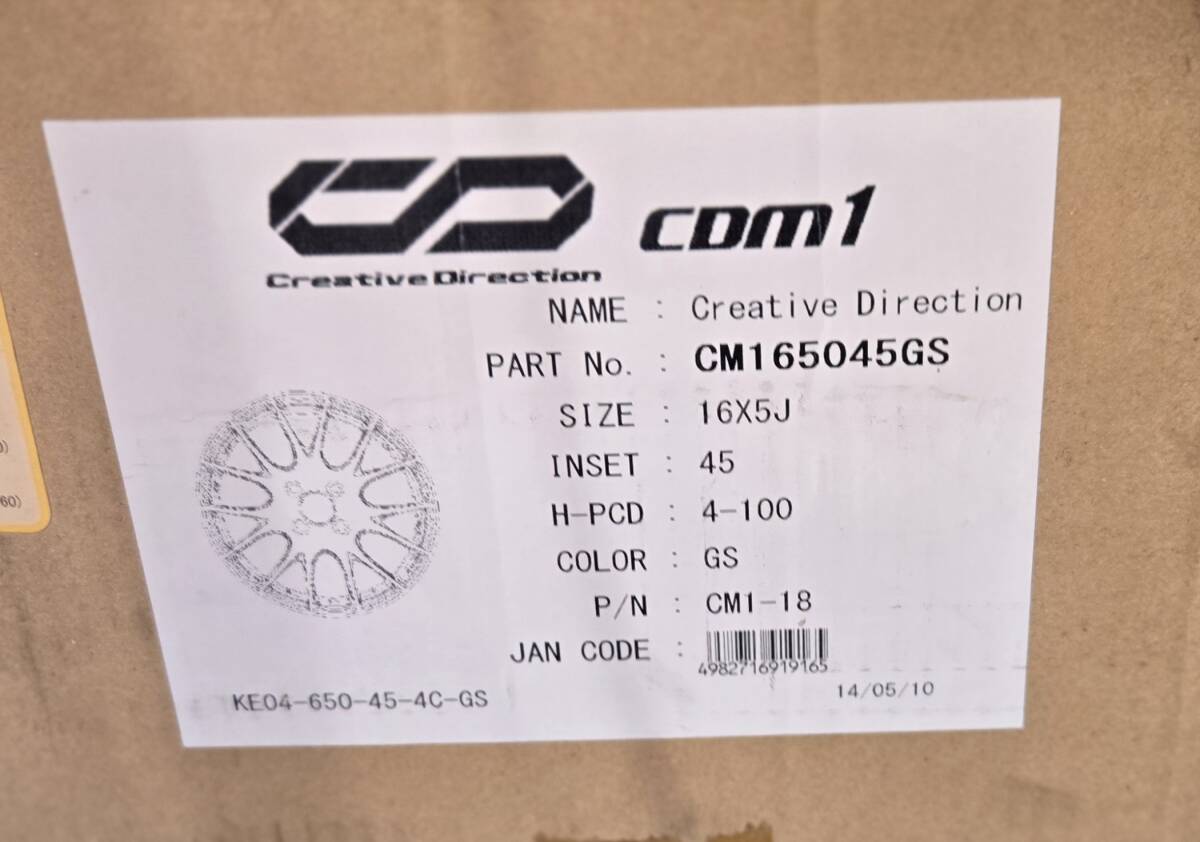 CDM1
Creative Direction
NAME : Creative Direction
PART No. : CM165045GS
SIZE : 16X5J
INSET : 45
H-PCD : 4-100
COLOR : GS
P/N : CM1-18
JAN CODE :
4982716919165
KE04-650-45-4C-GS
14/05/10
60)